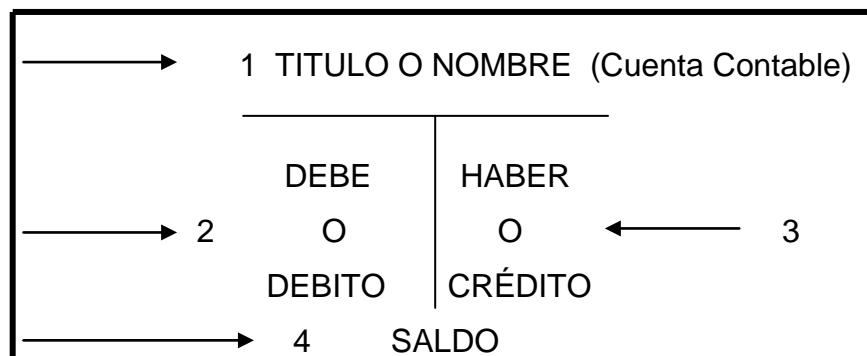 1 TITULO O NOMBRE (Cuenta Contable)
DEBE HABER
2 O O 3
DEBITO CRÉDITO
4 SALDO